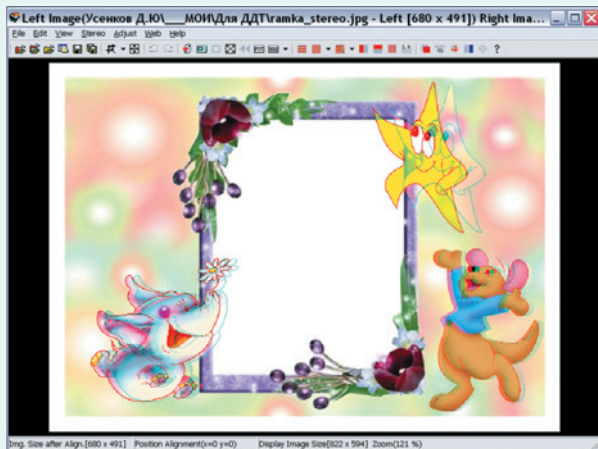 Left Image(Усенков Д.Ю\___МОИ\Для ДДТ\ramka_stereo.jpg - Left [680 x 491]) Right Ima...
File Edit View Stereo Adjust Web Help
Img. Size after Align.[680 x 491] Position Alignment(x=0 y=0) Display Image Size[822 x 594] Zoom(121 %)